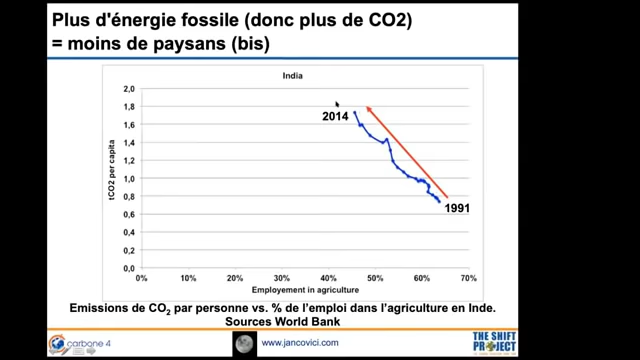 Plus d'énergie fossile (donc plus de CO2)
= moins de paysans (bis)
India
2,0
1,8
1,6
1,4
1,2
1,0
0,8
0,6
0,4
0,2
0,0
tCO2 per capita
2014
1991
0% 10% 20% 30% 40% 50% 60% 70%
Employement in agriculture
Emissions de CO2 par personne vs. % de l'emploi dans l'agriculture en Inde.
Sources World Bank
carbone 4
www.jancovici.com
THE SHIFT
PROJECT